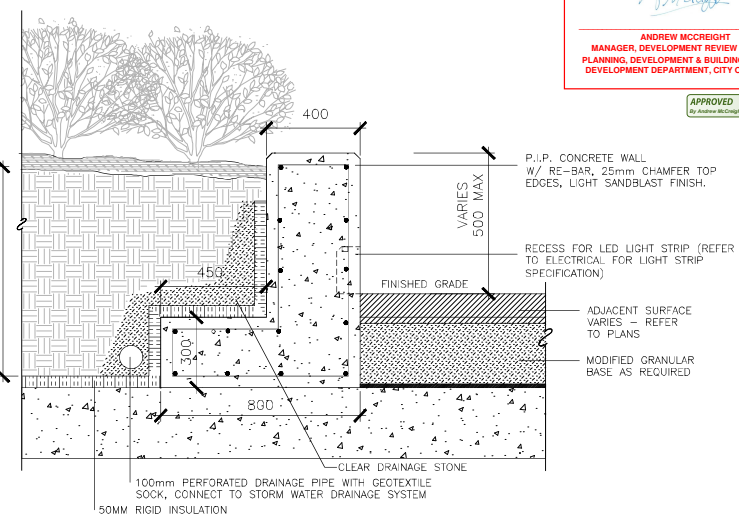 ANDREW MCCREIGHT
MANAGER, DEVELOPMENT REVIEW
PLANNING, DEVELOPMENT & BUILDING
DEVELOPMENT DEPARTMENT, CITY
APPROVED
By Andrew McCreight
400
P.I.P. CONCRETE WALL
W/ RE-BAR, 25mm CHAMFER TOP
EDGES, LIGHT SANDBLAST FINISH.
VARIES
500 MAX
RECESS FOR LED LIGHT STRIP (REFER
TO ELECTRICAL FOR LIGHT STRIP
SPECIFICATION)
450
FINISHED GRADE
ADJACENT SURFACE
VARIES – REFER
TO PLANS
300
MODIFIED GRANULAR
BASE AS REQUIRED
800
CLEAR DRAINAGE STONE
100mm PERFORATED DRAINAGE PIPE WITH GEOTEXTILE
SOCK, CONNECT TO STORM WATER DRAINAGE SYSTEM
50MM RIGID INSULATION